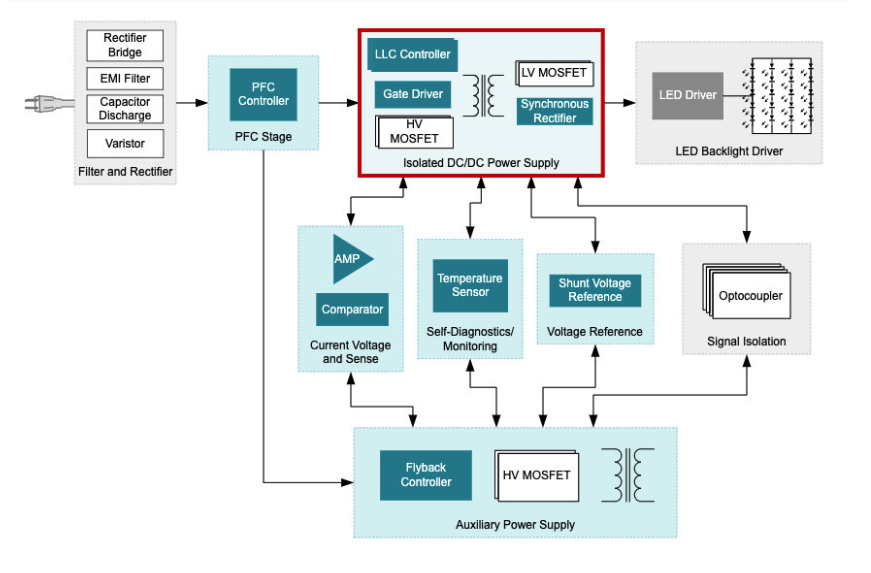 Rectifier
Bridge
EMI Filter
Capacitor
Discharge
Varistor
Filter and Rectifier
PFC
Controller
PFC Stage
LLC Controller
Gate Driver
HV
MOSFET
LV MOSFET
Synchronous
Rectifier
Isolated DC/DC Power Supply
LED Driver
LED Backlight Driver
AMP
Comparator
Current Voltage
and Sense
Temperature
Sensor
Self-Diagnostics/
Monitoring
Shunt Voltage
Reference
Voltage Reference
Optocoupler
Signal Isolation
Flyback
Controller
HV MOSFET
Auxiliary Power Supply